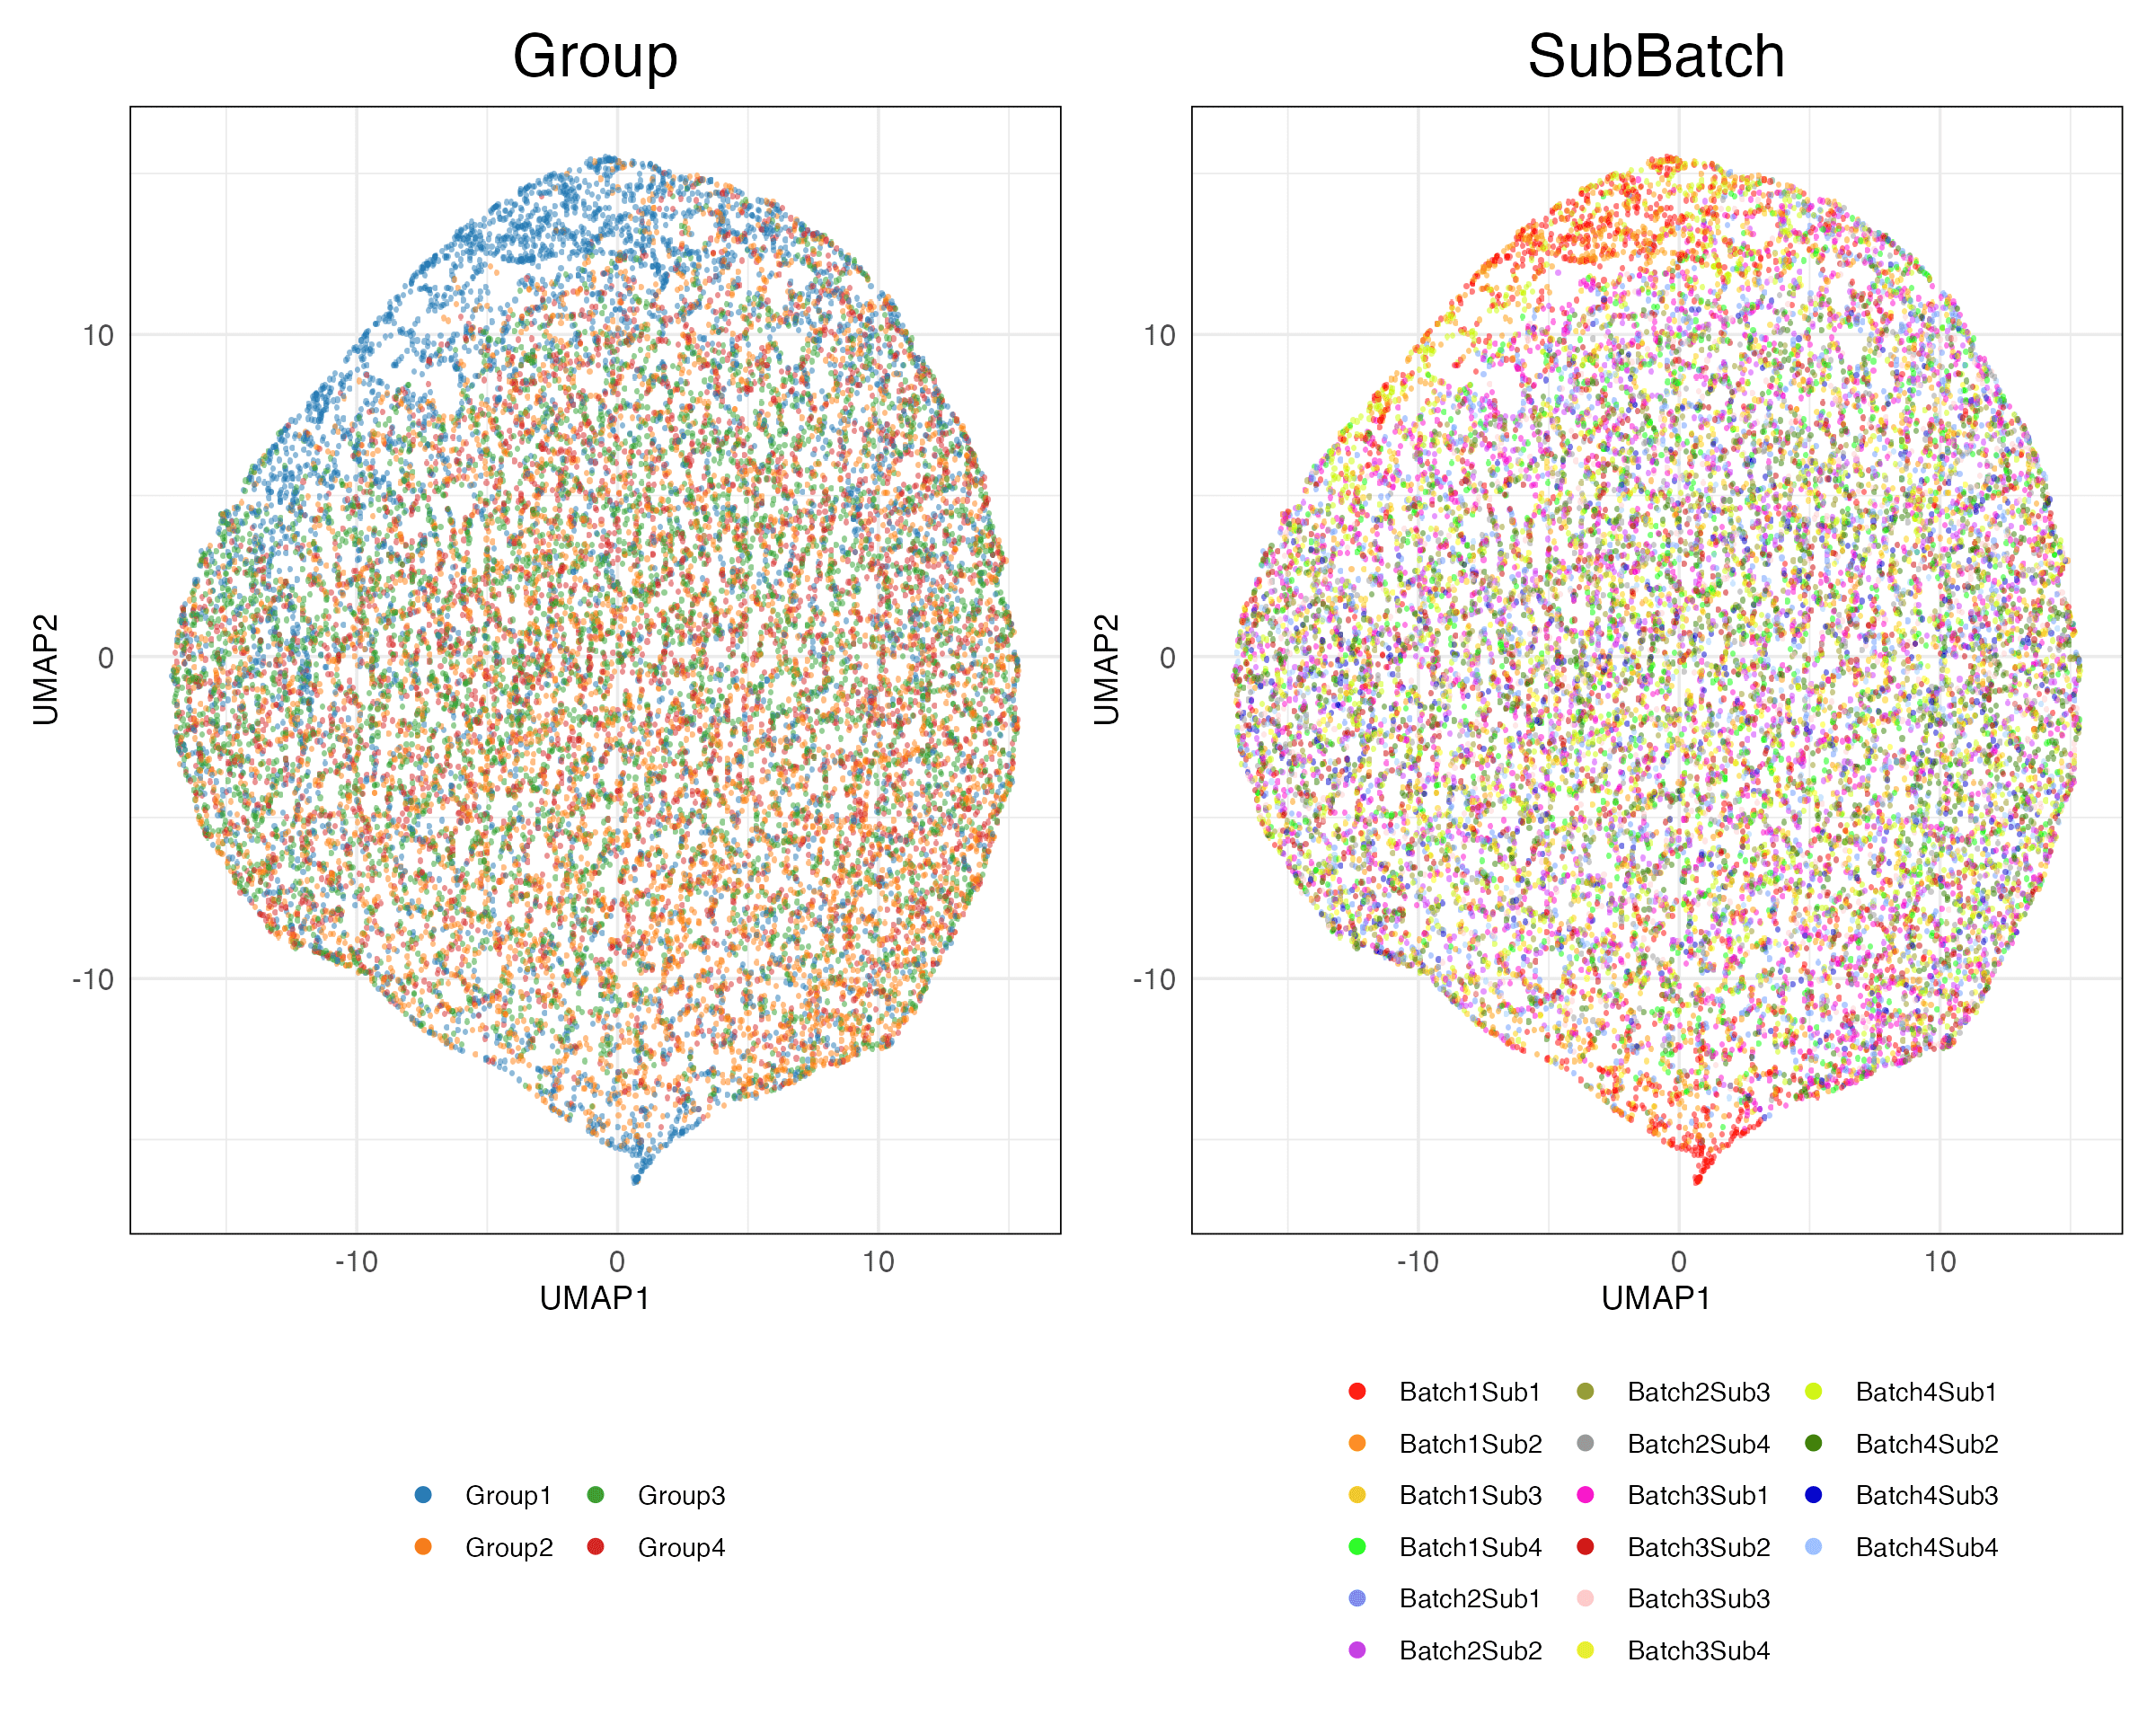 Group
SubBatch
10
0
-10
UMAP2
-10 0 10
UMAP1
10
0
-10
UMAP2
-10 0 10
UMAP1
Group1 Group3
Group2 Group4
Batch1Sub1 Batch2Sub3 Batch4Sub1
Batch1Sub2 Batch2Sub4 Batch4Sub2
Batch1Sub3 Batch3Sub1 Batch4Sub3
Batch1Sub4 Batch3Sub2 Batch4Sub4
Batch2Sub1 Batch3Sub3
Batch2Sub2 Batch3Sub4